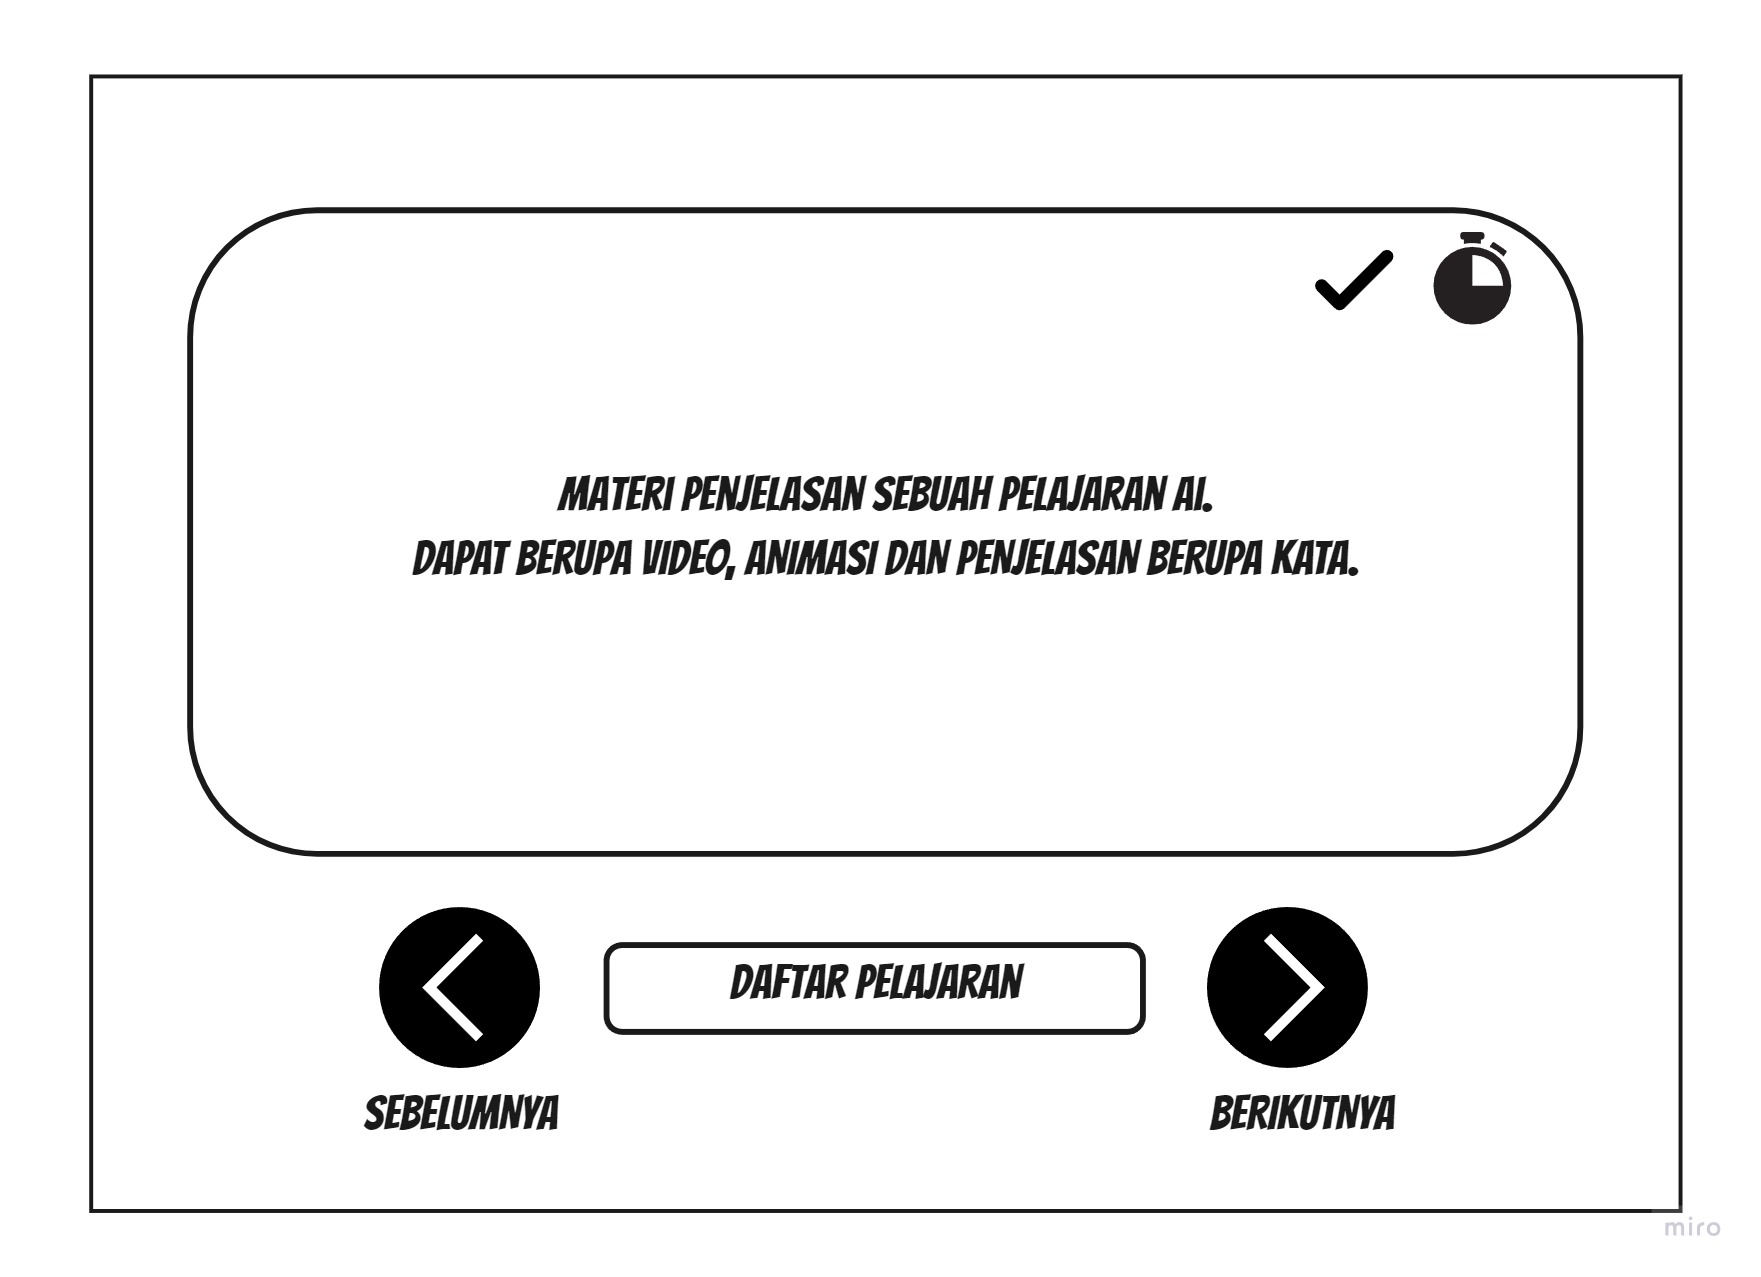 MATERI PENJELASAN SEBUAH PELAJARAN AI.
DAPAT BERUPA VIDEO, ANIMASI DAN PENJELASAN BERUPA KATA.
DAFTAR PELAJARAN
SEBELUMNYA
BERIKUTNYA
miro